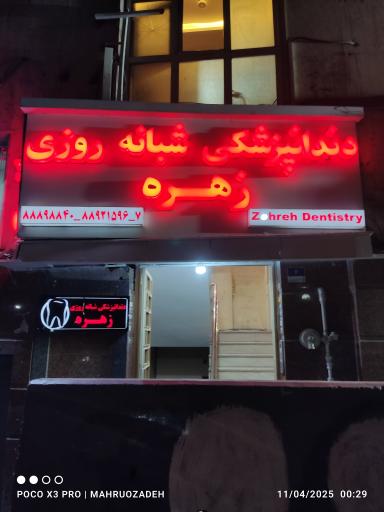 دندانپزشکی شبانه روزی
زهره
۸۸۸۹۸۸۴۰_۸۸۹۲۱۵۹۶_۷
Zohreh Dentistry
دندانپزشکی شبانه روزی
زهره
POCO X3 PRO | MAHRUOZADEH
11/04/2025 00:29